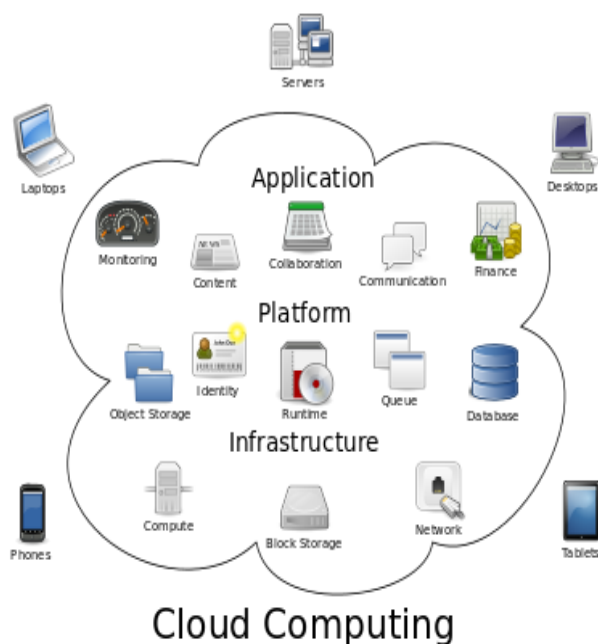 Servers
Laptops
Desktops
Application
Monitoring
Content
Collaboration
Communication
Finance
Platform
Object Storage
Identity
Runtime
Queue
Database
Infrastructure
Compute
Block Storage
Network
Phones
Tablets
Cloud Computing